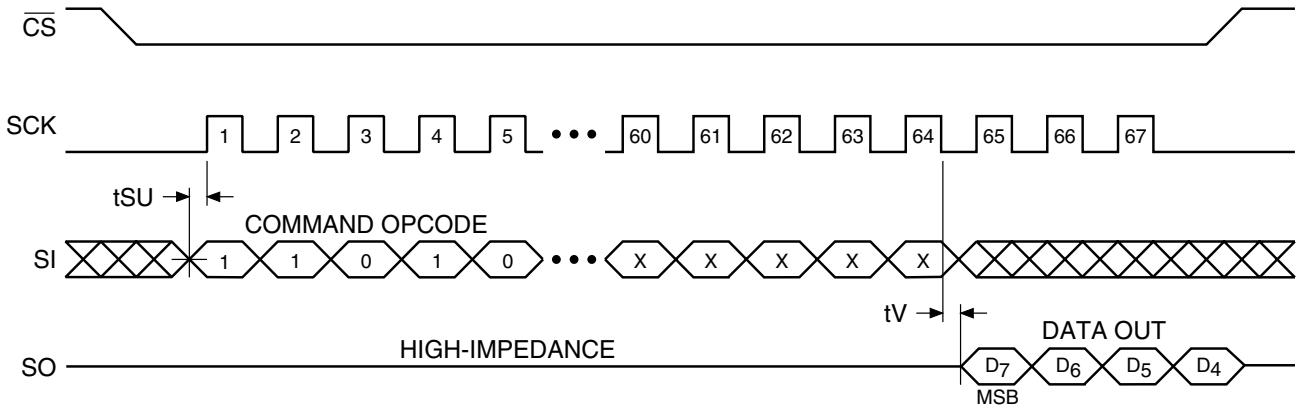 CS
SCK
1 2 3 4 5 ••• 60 61 62 63 64 65 66 67
tSU
COMMAND OPCODE
SI
1 1 0 1 0 ••• X X X X X
tV
HIGH-IMPEDANCE
DATA OUT
SO
D7 D6 D5 D4
MSB